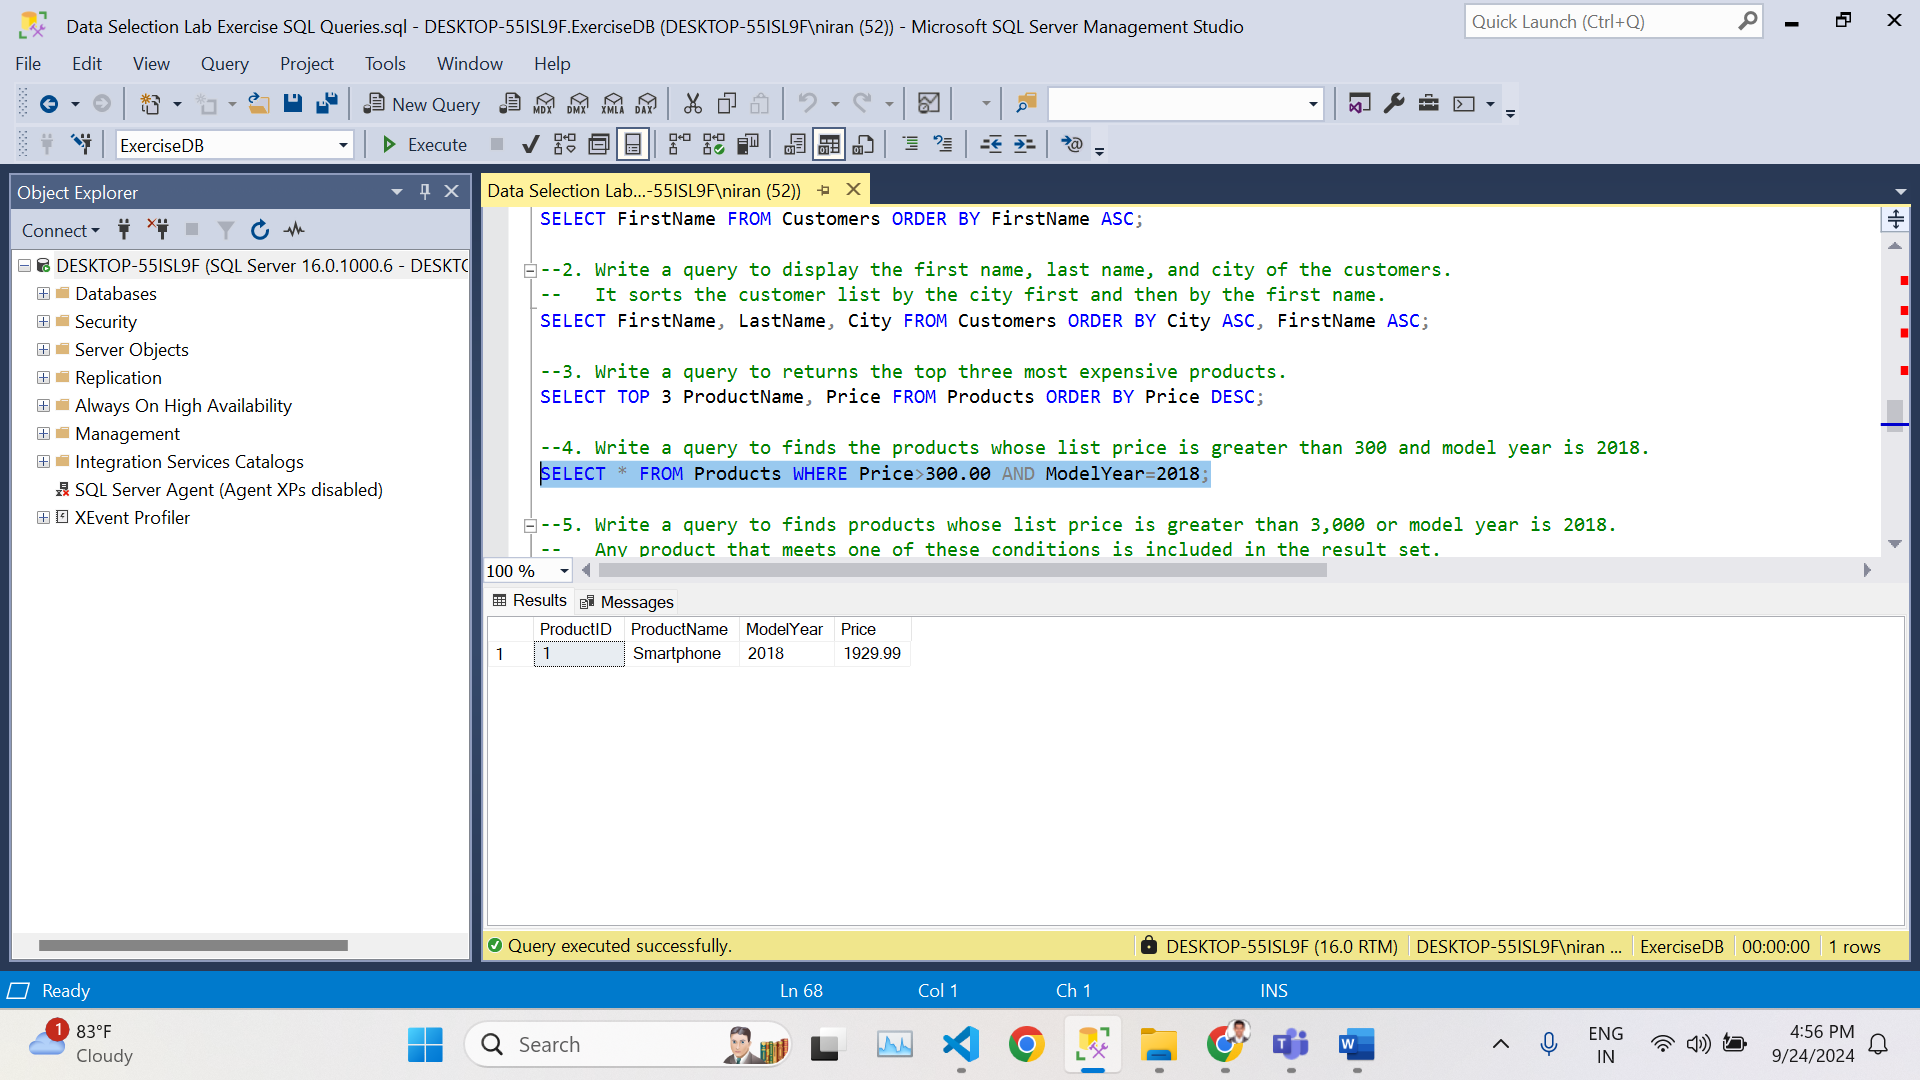 Data Selection Lab Exercise SQL Queries.sql - DESKTOP-55ISL9F.ExerciseDB (DESKTOP-55ISL9F\niran (52)) - Microsoft SQL Server Management Studio
Quick Launch (Ctrl+Q)
File Edit View Query Project Tools Window Help
New Query MDX DMX XMLA DAX
ExerciseDB Execute
Object Explorer
Connect
DESKTOP-55ISL9F (SQL Server 16.0.1000.6 - DESKTO
Databases
Security
Server Objects
Replication
Always On High Availability
Management
Integration Services Catalogs
SQL Server Agent (Agent XPs disabled)
XEvent Profiler
Data Selection Lab...-55ISL9F\niran (52))
SELECT FirstName FROM Customers ORDER BY FirstName ASC;
--2. Write a query to display the first name, last name, and city of the customers.
--   It sorts the customer list by the city first and then by the first name.
SELECT FirstName, LastName, City FROM Customers ORDER BY City ASC, FirstName ASC;
--3. Write a query to returns the top three most expensive products.
SELECT TOP 3 ProductName, Price FROM Products ORDER BY Price DESC;
--4. Write a query to finds the products whose list price is greater than 300 and model year is 2018.
SELECT * FROM Products WHERE Price>300.00 AND ModelYear=2018;
--5. Write a query to finds products whose list price is greater than 3,000 or model year is 2018.
--   Any product that meets one of these conditions is included in the result set.
100 %
Results Messages
ProductID ProductName ModelYear Price
1 1 Smartphone 2018 1929.99
Query executed successfully.
DESKTOP-55ISL9F (16.0 RTM) DESKTOP-55ISL9F\niran ... ExerciseDB 00:00:00 1 rows
Ready Ln 68 Col 1 Ch 1 INS
1
83°F
Cloudy
Search
W
ENG
IN
4:56 PM
9/24/2024